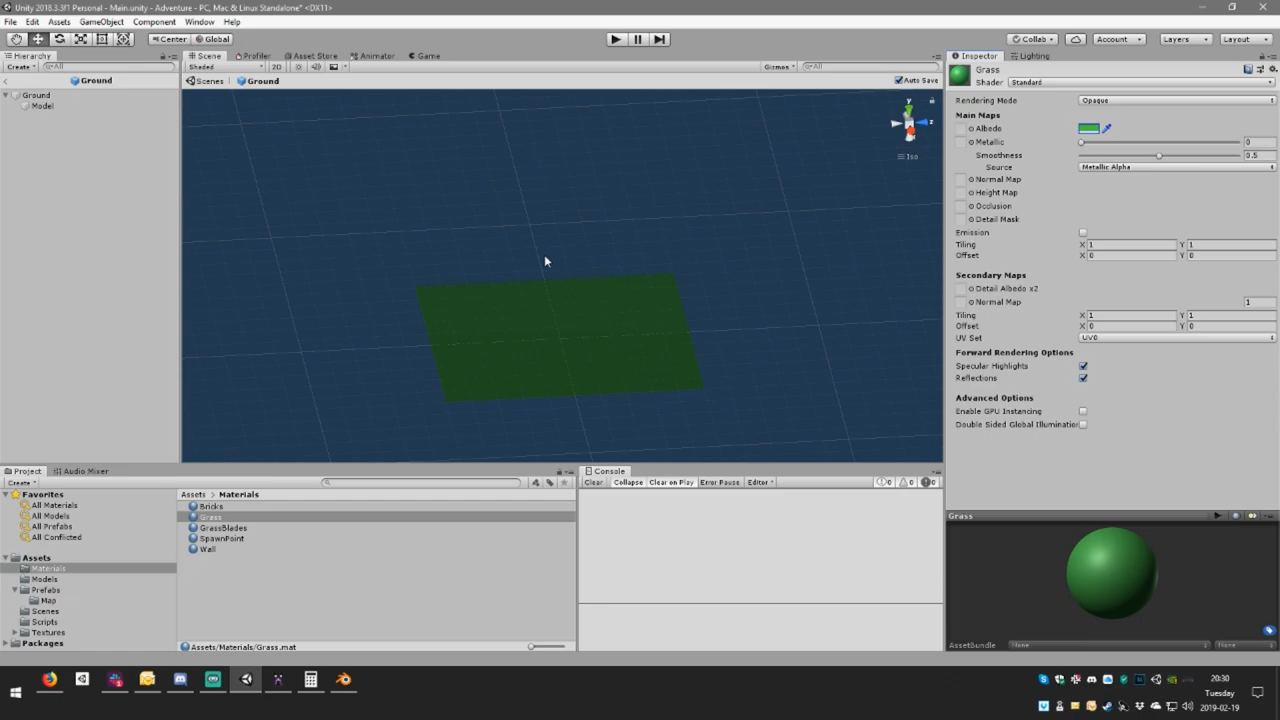 Unity 2018.3.3f1 Personal - Main.unity - Adventure - PC, Mac & Linux Standalone* <DX11>
File Edit Assets GameObject Component Window Help
Center Global Collab Account Layers Layout
Hierarchy Scene Profiler Asset Store Animator Game Inspector Lighting
Create All Shaded 2D Gizmos All Grass
Ground Scenes Ground Auto Save Shader Standard
Ground
Model
y
z
Iso
Rendering Mode Opaque
Main Maps
Albedo
Metallic 0
Smoothness 0.5
Source Metallic Alpha
Normal Map
Height Map
Occlusion
Detail Mask
Emission
Tiling X 1 Y 1
Offset X 0 Y 0
Secondary Maps
Detail Albedo x2
Normal Map 1
Tiling X 1 Y 1
Offset X 0 Y 0
UV Set UV0
Forward Rendering Options
Specular Highlights
Reflections
Advanced Options
Enable GPU Instancing
Double Sided Global Illuminatio
Project Audio Mixer Console
Create Clear Collapse Clear on Play Error Pause Editor 0 0 0
Favorites
All Materials
All Models
All Prefabs
All Conflicted
Assets
Materials
Models
Prefabs
Map
Scenes
Scripts
Textures
Packages
Assets Materials
Bricks
Grass
GrassBlades
SpawnPoint
Wall
Assets/Materials/Grass.mat
Grass
AssetBundle None None
20:30
Tuesday
2019-02-19